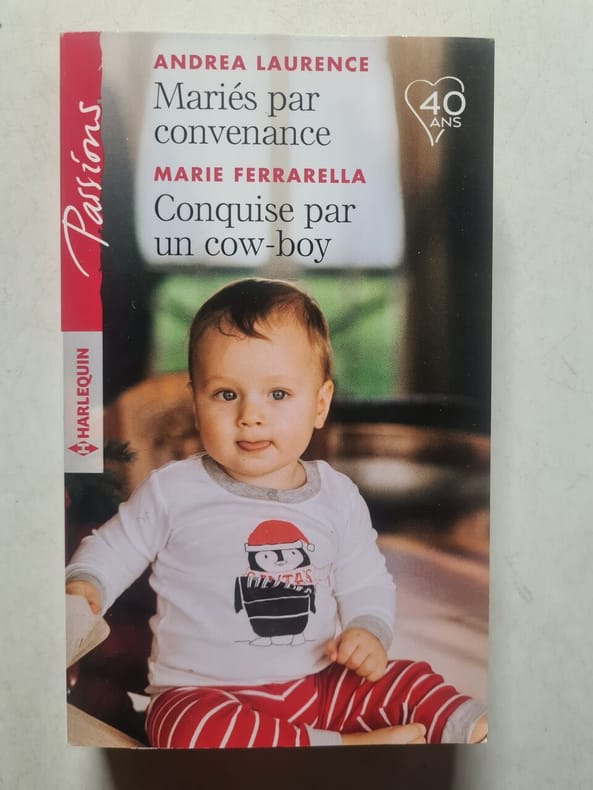 ANDREA LAURENCE
Mariés par
convenance
MARIE FERRARELLA
Conquise par
un cow-boy
40
ANS
Passions
HARLEQUIN